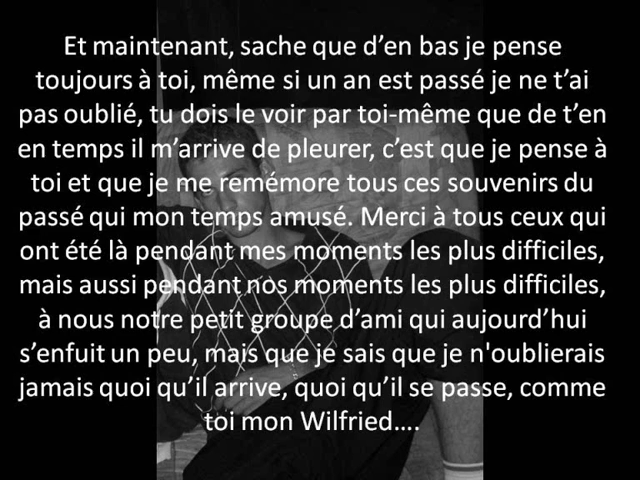 Et maintenant, sache que d’en bas je pense
toujours à toi, même si un an est passé je ne t’ai
pas oublié, tu dois le voir par toi-même que de t’en
en temps il m’arrive de pleurer, c’est que je pense à
toi et que je me remémore tous ces souvenirs du
passé qui mon temps amusé. Merci à tous ceux qui
ont été là pendant mes moments les plus difficiles,
mais aussi pendant nos moments les plus difficiles,
à nous notre petit groupe d’ami qui aujourd’hui
s’enfuit un peu, mais que je sais que je n'oublierais
jamais quoi qu’il arrive, quoi qu’il se passe, comme
toi mon Wilfried….